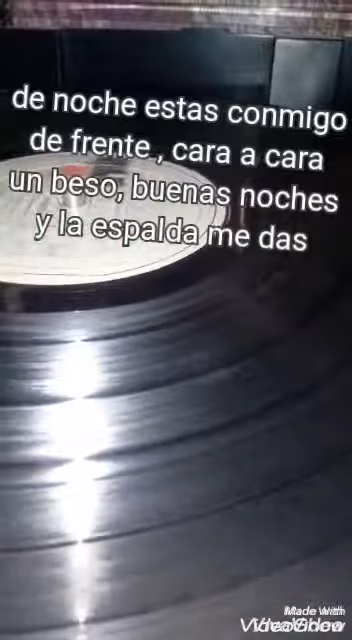 de noche estas conmigo
de frente , cara a cara
un beso, buenas noches
y la espalda me das
Made With
VideoShow